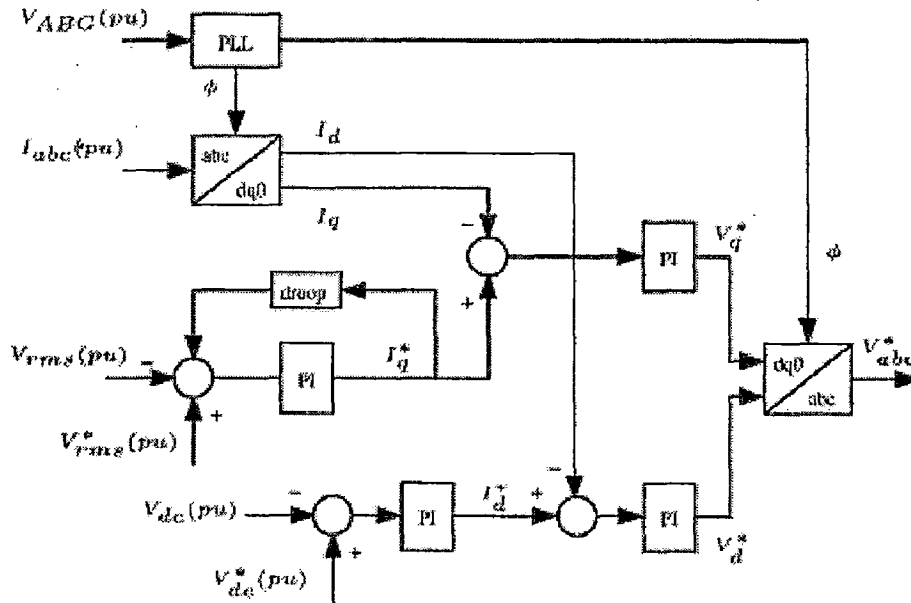 V_ABC(pu)
PLL
ϕ
I_abc(pu)
abc
dq0
I_d
I_q
-
+
PI
V_q^*
ϕ
droop
V_rms(pu)
-
PI
I_q^*
+
V_rms^*(pu)
dq0
abc
V_abc^*
V_dc(pu)
-
+
PI
I_d^*
+
-
PI
V_d^*
V_dc^*(pu)